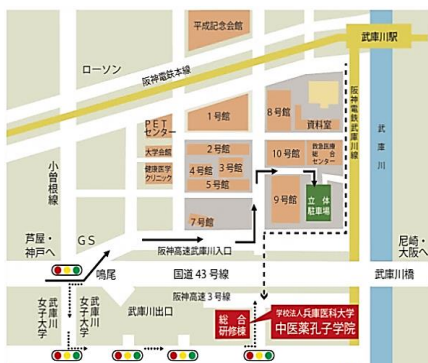 平成記念会館
武庫川駅
ローソン
阪神電鉄本線
PET
センター
1号館
8号館
資料室
大学会館
2号館
10号館
救急医療
総合
センター
健康医学
クリニック
4号館
3号館
5号館
9号館
立体
駐車場
7号館
小曽根線
阪神電鉄武庫川線
武庫川
芦屋・
神戸へ
GS
阪神高速武庫川入口
尼崎・
大阪へ
鳴尾
国道43号線
武庫川橋
武庫川
女子大学
武庫川
女子大学
武庫川出口
阪神高速3号線
総合
研修棟
学校法人兵庫医科大学
中医薬孔子学院